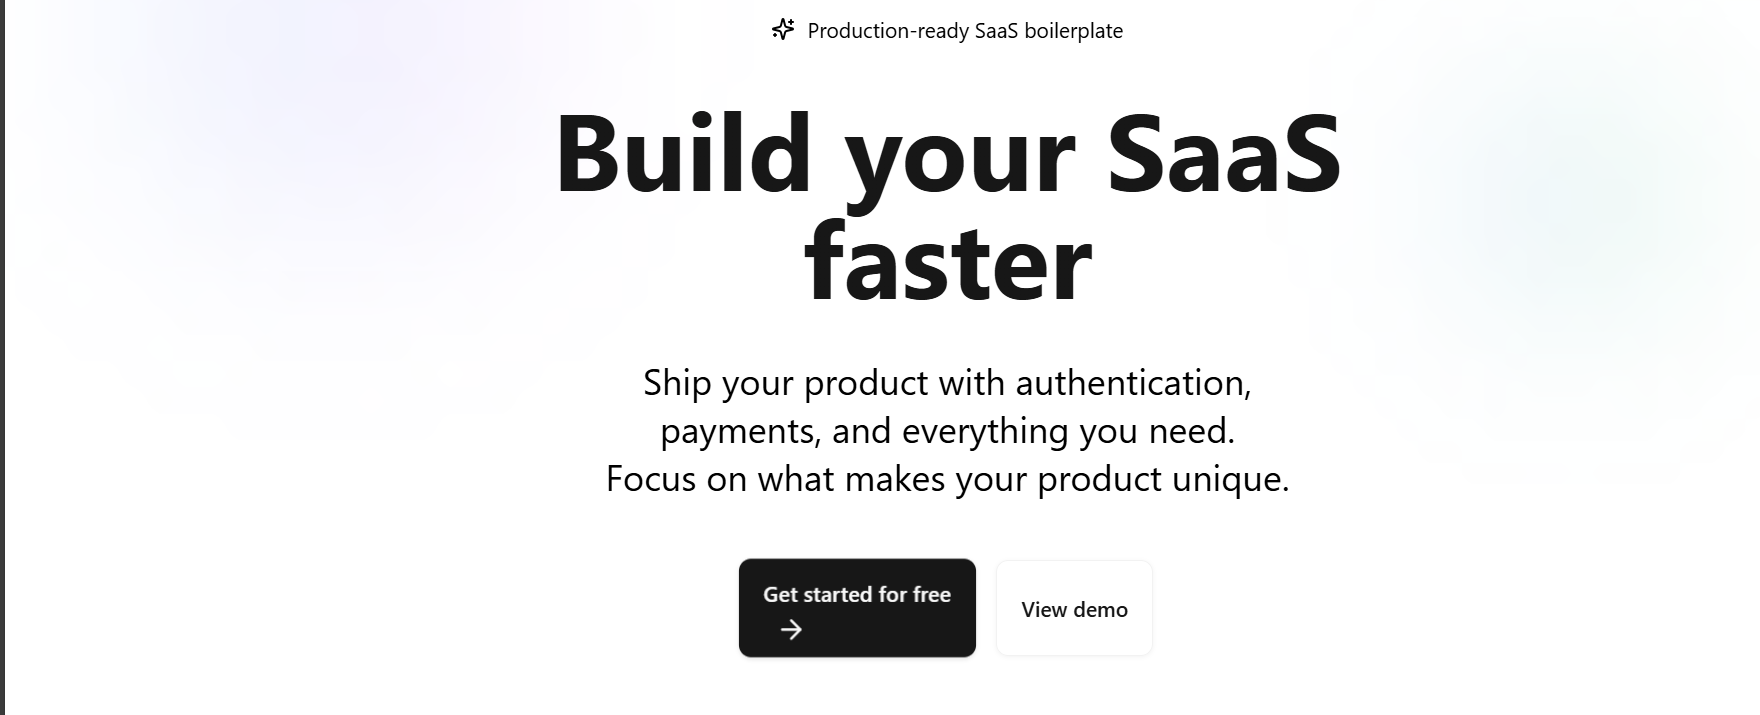 Production-ready SaaS boilerplate
Build your SaaS
faster
Ship your product with authentication,
payments, and everything you need.
Focus on what makes your product unique.
Get started for free
View demo